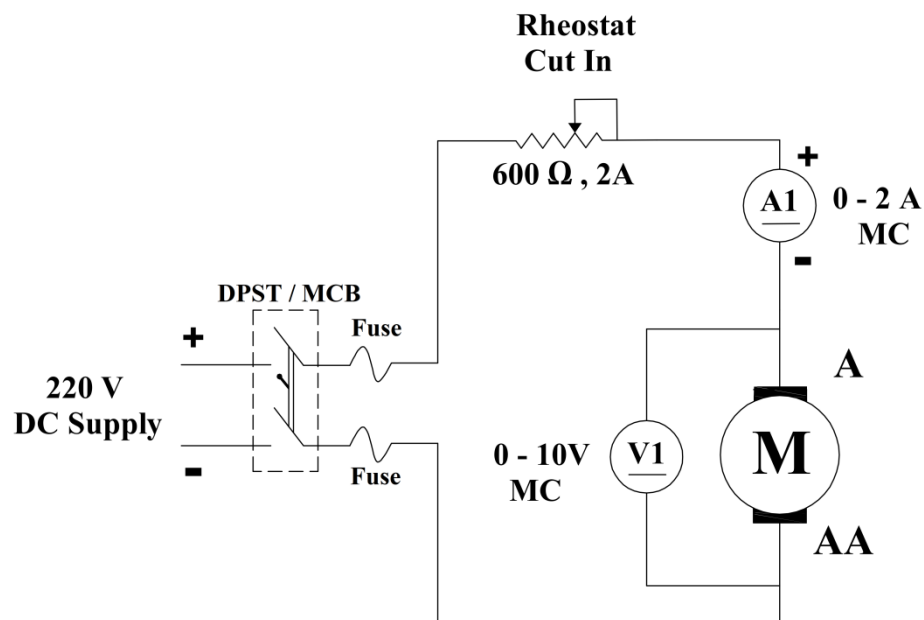 Rheostat
Cut In
600 Ω , 2A
+
A1
0 - 2 A
MC
-
DPST / MCB
Fuse
+
220 V
DC Supply
-
Fuse
0 - 10V
MC
V1
A
M
AA